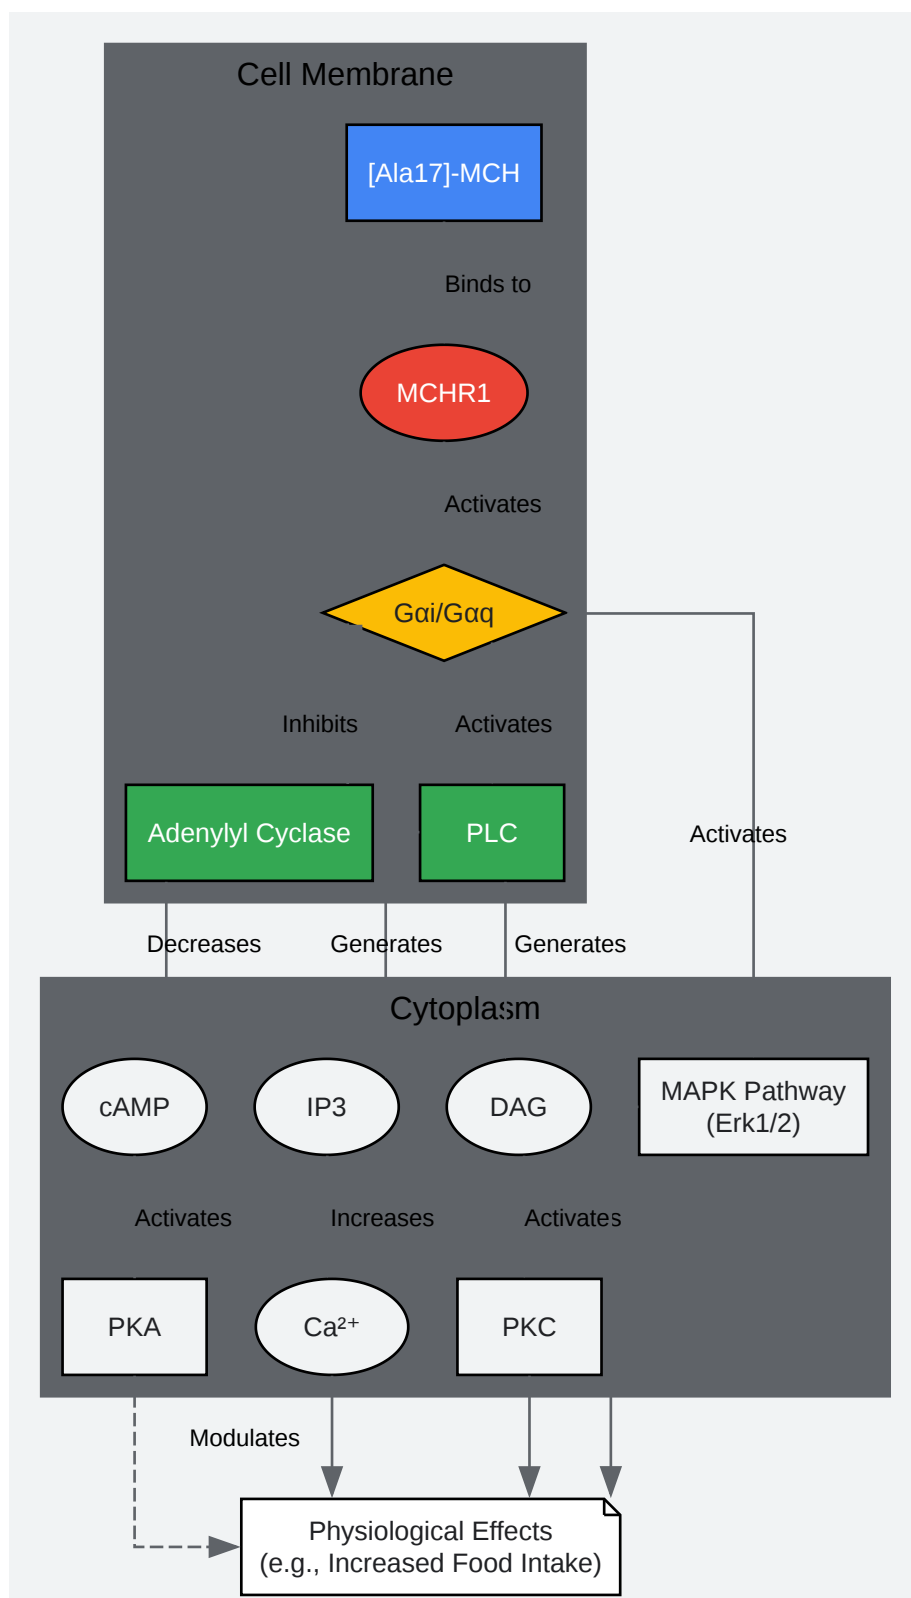 Cell Membrane
[Ala17]-MCH
Binds to
MCHR1
Activates
Gαi/Gαq
Inhibits
Activates
Adenylyl Cyclase
PLC
Activates
Decreases
Generates
Generates
Cytoplasm
cAMP
IP3
DAG
MAPK Pathway
(Erk1/2)
Activates
Increases
Activates
PKA
Ca²⁺
PKC
Modulates
Physiological Effects
(e.g., Increased Food Intake)